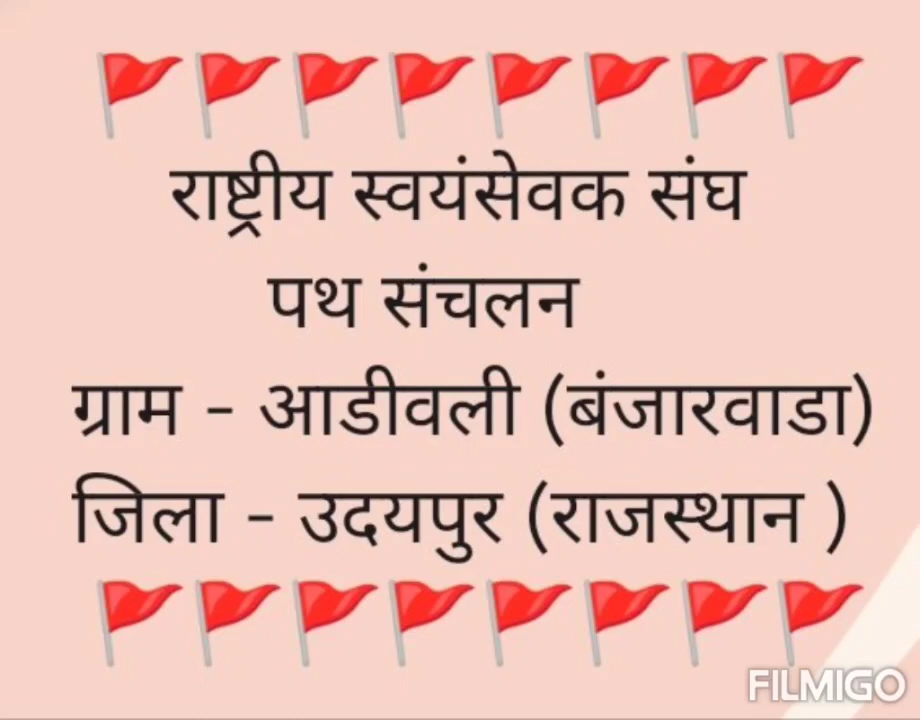 🚩🚩🚩🚩🚩🚩🚩🚩
राष्ट्रीय स्वयंसेवक संघ
पथ संचलन
ग्राम - आडीवली (बंजारवाडा)
जिला - उदयपुर (राजस्थान )
🚩🚩🚩🚩🚩🚩🚩🚩
FILMIGO